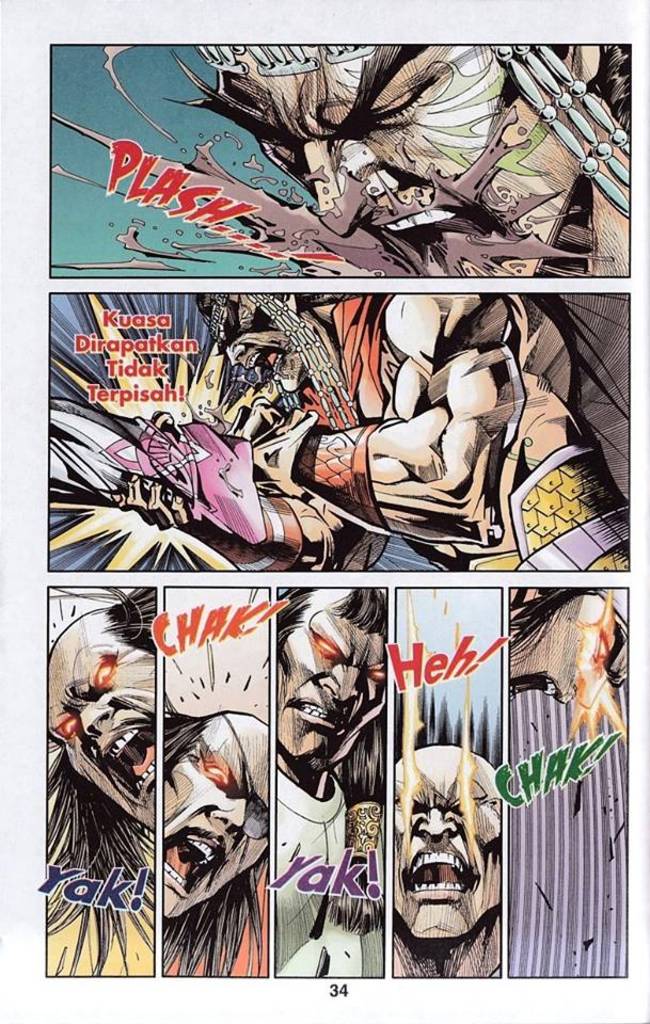 PLASH......
Kuasa
Dirapatkan
Tidak
Terpisah!
CHAK!
Heh!
CHAK!
Yak!
Yak!
34